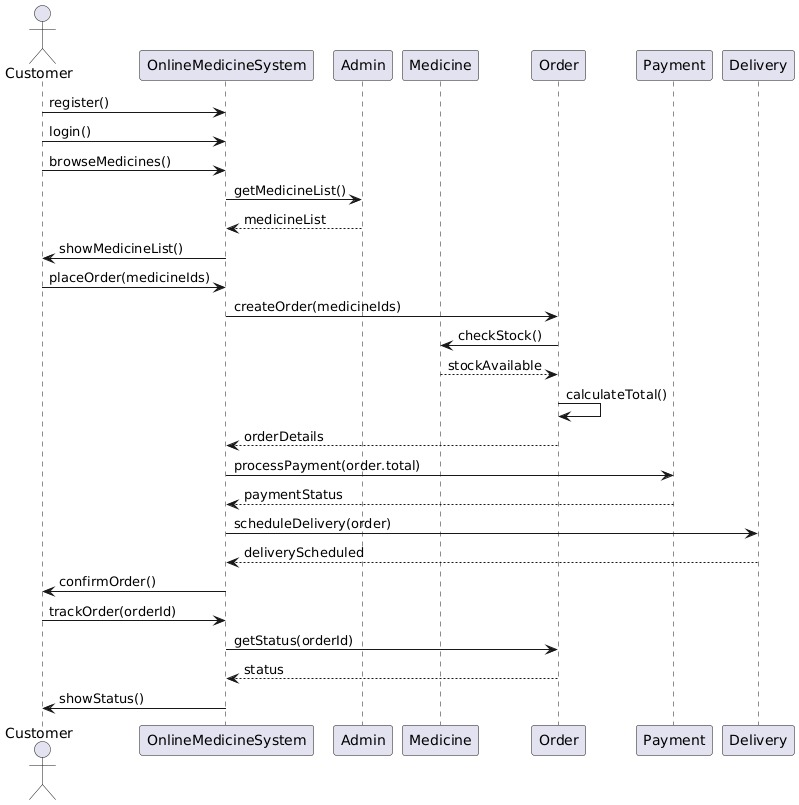 Customer
OnlineMedicineSystem
Admin
Medicine
Order
Payment
Delivery
register()
login()
browseMedicines()
getMedicineList()
medicineList
showMedicineList()
placeOrder(medicineIds)
createOrder(medicineIds)
checkStock()
stockAvailable
calculateTotal()
orderDetails
processPayment(order.total)
paymentStatus
scheduleDelivery(order)
deliveryScheduled
confirmOrder()
trackOrder(orderId)
getStatus(orderId)
status
showStatus()
Customer
OnlineMedicineSystem
Admin
Medicine
Order
Payment
Delivery